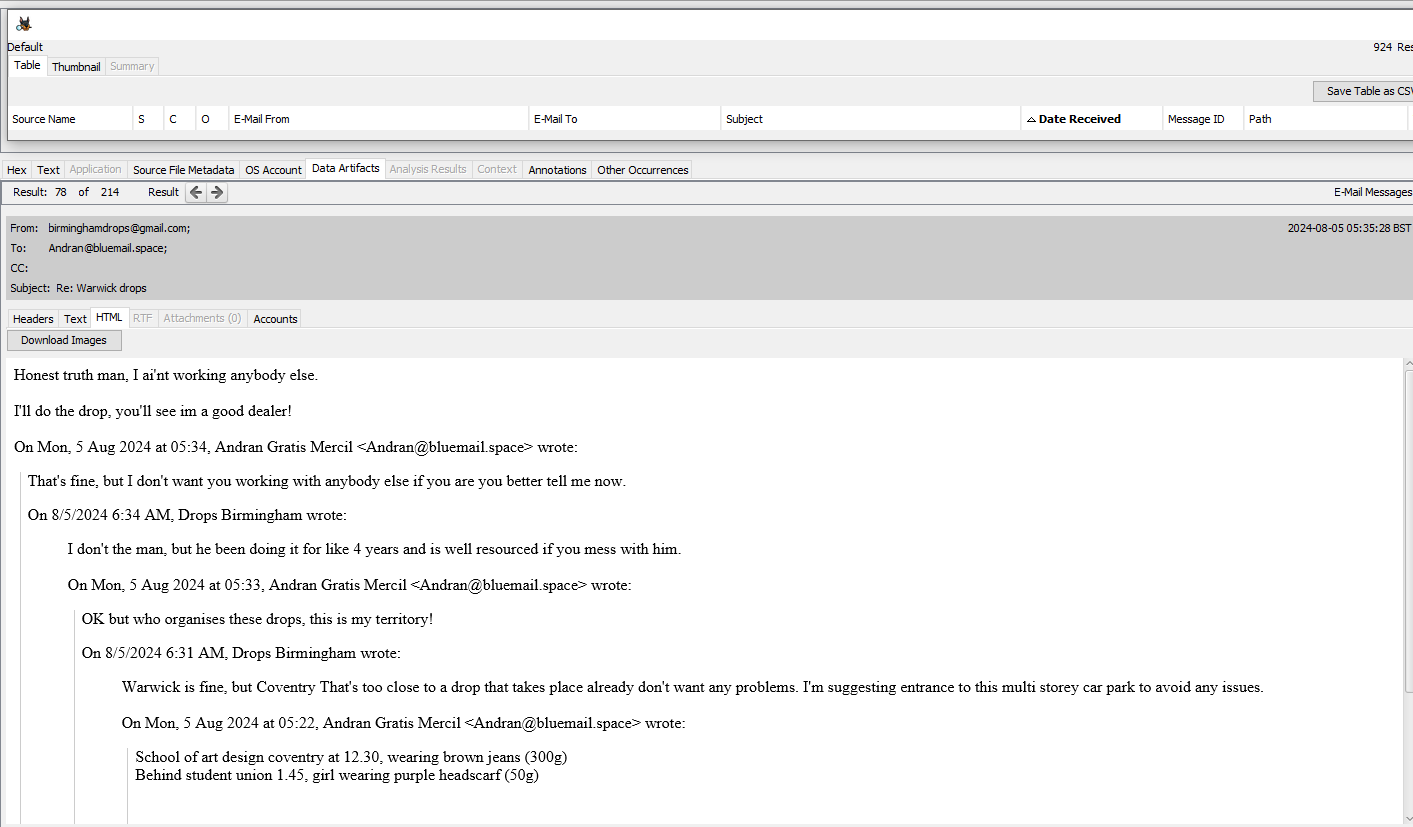 Default
924 Res
Table Thumbnail Summary
Save Table as CSV
Source Name S C O E-Mail From E-Mail To Subject Date Received Message ID Path
Hex Text Application Source File Metadata OS Account Data Artifacts Analysis Results Context Annotations Other Occurrences
Result: 78 of 214 Result E-Mail Messages
From: birminghamdrops@gmail.com; 2024-08-05 05:35:28 BST
To: Andran@bluemail.space;
CC:
Subject: Re: Warwick drops
Headers Text HTML RTF Attachments (0) Accounts
Download Images
Honest truth man, I ai'nt working anybody else.
I'll do the drop, you'll see im a good dealer!
On Mon, 5 Aug 2024 at 05:34, Andran Gratis Mercil <Andran@bluemail.space> wrote:
That's fine, but I don't want you working with anybody else if you are you better tell me now.
On 8/5/2024 6:34 AM, Drops Birmingham wrote:
I don't the man, but he been doing it for like 4 years and is well resourced if you mess with him.
On Mon, 5 Aug 2024 at 05:33, Andran Gratis Mercil <Andran@bluemail.space> wrote:
OK but who organises these drops, this is my territory!
On 8/5/2024 6:31 AM, Drops Birmingham wrote:
Warwick is fine, but Coventry That's too close to a drop that takes place already don't want any problems. I'm suggesting entrance to this multi storey car park to avoid any issues.
On Mon, 5 Aug 2024 at 05:22, Andran Gratis Mercil <Andran@bluemail.space> wrote:
School of art design coventry at 12.30, wearing brown jeans (300g)
Behind student union 1.45, girl wearing purple headscarf (50g)